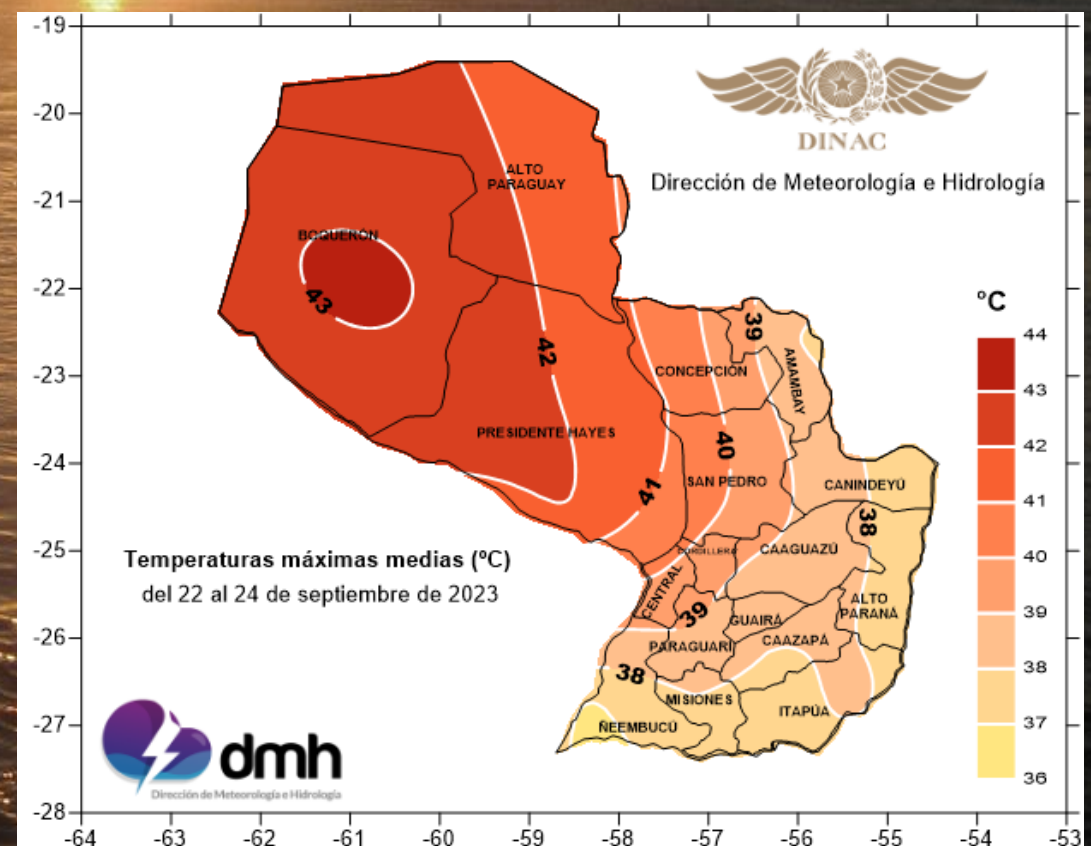 -19
-20
-21
-22
-23
-24
-25
-26
-27
-28
-64
-63
-62
-61
-60
-59
-58
-57
-56
-55
-54
-53
DINAC
Dirección de Meteorología e Hidrología
°C
44
43
42
41
40
39
38
37
36
ALTO
PARAGUAY
BOQUERÓN
43
42
39
CONCEPCIÓN
AMAMBAY
PRESIDENTE HAYES
40
41
SAN PEDRO
CANINDEYÚ
38
CORDILLERA
CAAGUAZÚ
CENTRAL
ALTO
PARANÁ
39
GUAIRÁ
CAAZAPÁ
PARAGUARÍ
38
MISIONES
ITAPÚA
ÑEEMBUCÚ
Temperaturas máximas medias (ºC)
del 22 al 24 de septiembre de 2023
dmh
Dirección de Meteorología e Hidrología